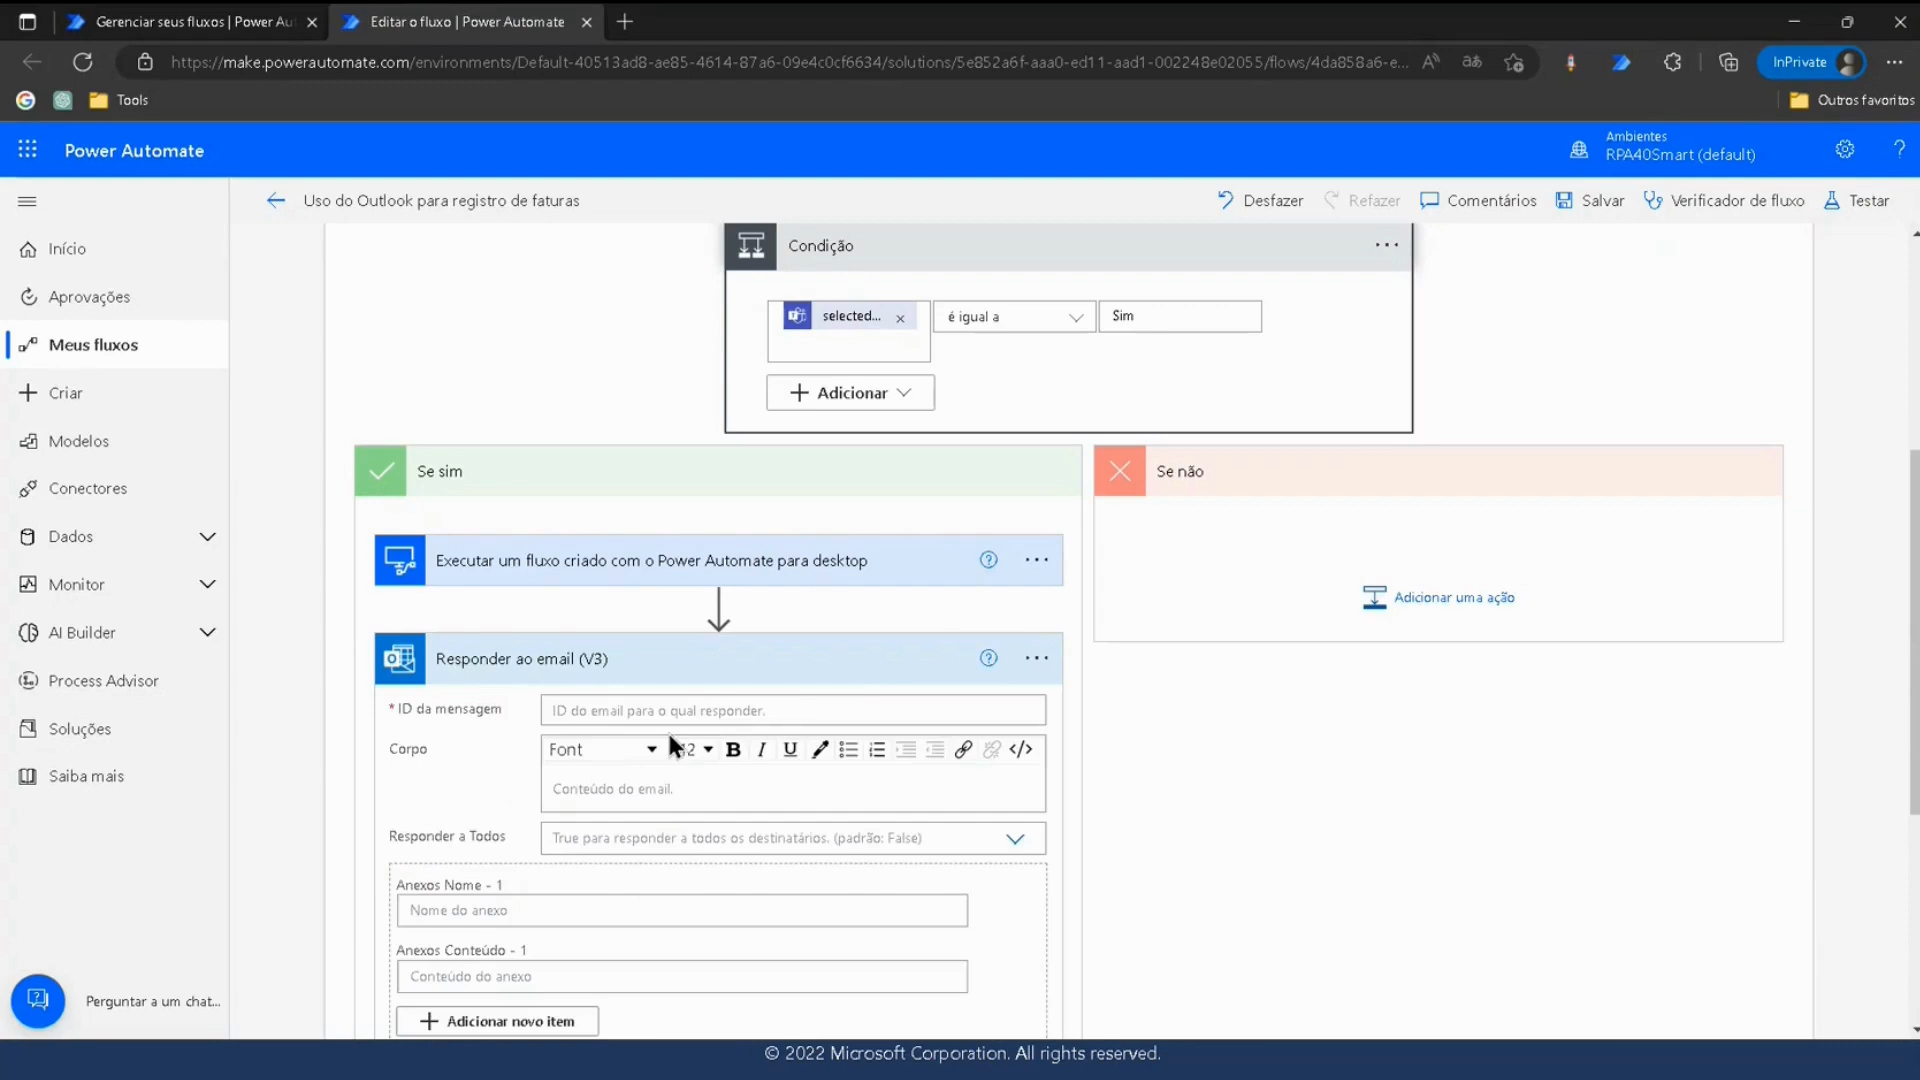 Gerenciar seus fluxos | Power Au
Editar o fluxo | Power Automate
https://make.powerautomate.com/environments/Default-40513ad8-ae85-4614-87a6-09e4c0cf6634/solutions/5e852a6f-aaa0-ed11-aad1-002248e02055/flows/4da858a6-e...
InPrivate
Tools
Outros favoritos
Power Automate
Ambientes
RPA40Smart (default)
Uso do Outlook para registro de faturas
Desfazer
Refazer
Comentários
Salvar
Verificador de fluxo
Testar
Início
Aprovações
Meus fluxos
Criar
Modelos
Conectores
Dados
Monitor
AI Builder
Process Advisor
Soluções
Saiba mais
Perguntar a um chat...
Condição
selected...
é igual a
Sim
Adicionar
Se sim
Executar um fluxo criado com o Power Automate para desktop
Responder ao email (V3)
* ID da mensagem
ID do email para o qual responder.
Corpo
Font
B I U </>
Conteúdo do email.
Responder a Todos
True para responder a todos os destinatários. (padrão: False)
Anexos Nome - 1
Nome do anexo
Anexos Conteúdo - 1
Conteúdo do anexo
Adicionar novo item
Se não
Adicionar uma ação
© 2022 Microsoft Corporation. All rights reserved.